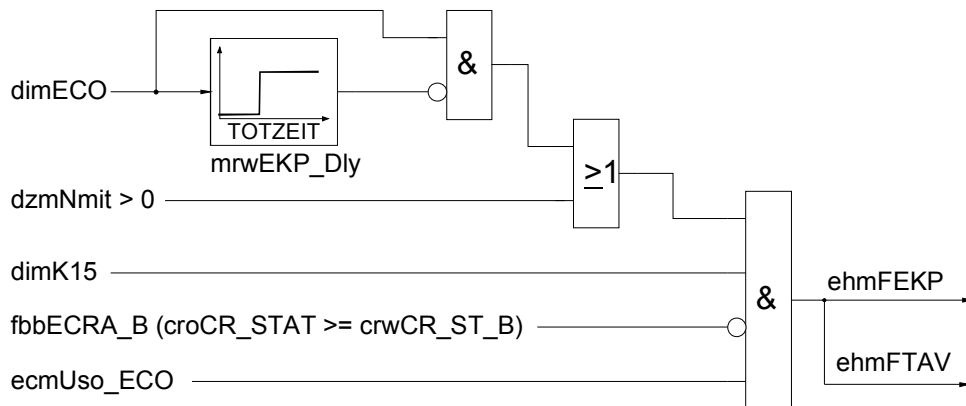 dimECO
TOTZEIT
mrwEKP_Dly
&
≥1
dzmNmit > 0
dimK15
fbbECRA_B (croCR_STAT >= crwCR_ST_B)
ecmUso_ECO
&
ehmFEKP
ehmFTAV